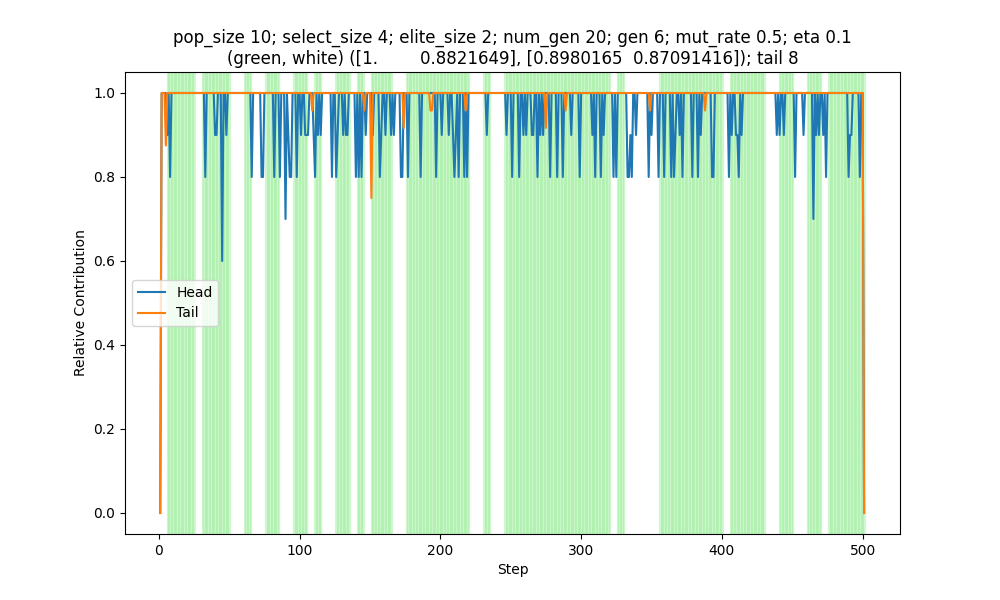 pop_size 10; select_size 4; elite_size 2; num_gen 20; gen 6; mut_rate 0.5; eta 0.1
(green, white) ([1. 0.8821649], [0.8980165 0.87091416]); tail 8
Relative Contribution
1.0
0.8
0.6
0.4
0.2
0.0
Head
Tail
0 100 200 300 400 500
Step